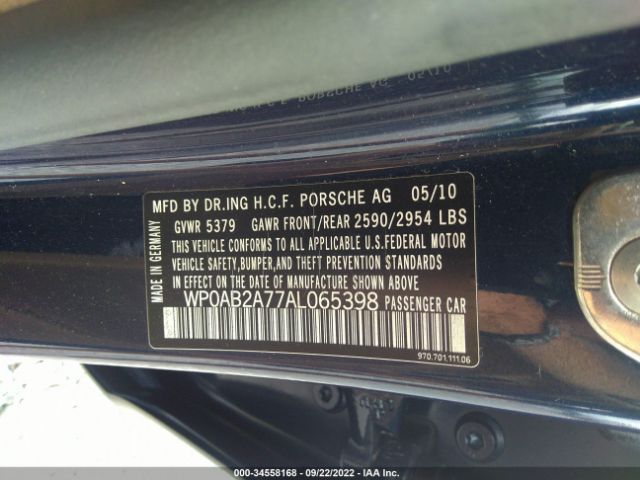 MFD BY DR.ING H.C.F. PORSCHE AG 05/10
GVWR 5379 GAWR FRONT/REAR 2590/2954 LBS
THIS VEHICLE CONFORMS TO ALL APPLICABLE U.S.FEDERAL MOTOR
VEHICLE SAFETY,BUMPER,AND THEFT PREVENTION STANDARDS
IN EFFECT ON THE DATE OF MANUFACTURE SHOWN ABOVE
WP0AB2A77AL065398 PASSENGER CAR
MADE IN GERMANY
970.701.111.06
000 - 34558168 - 09/22/2022 - IAA Inc.